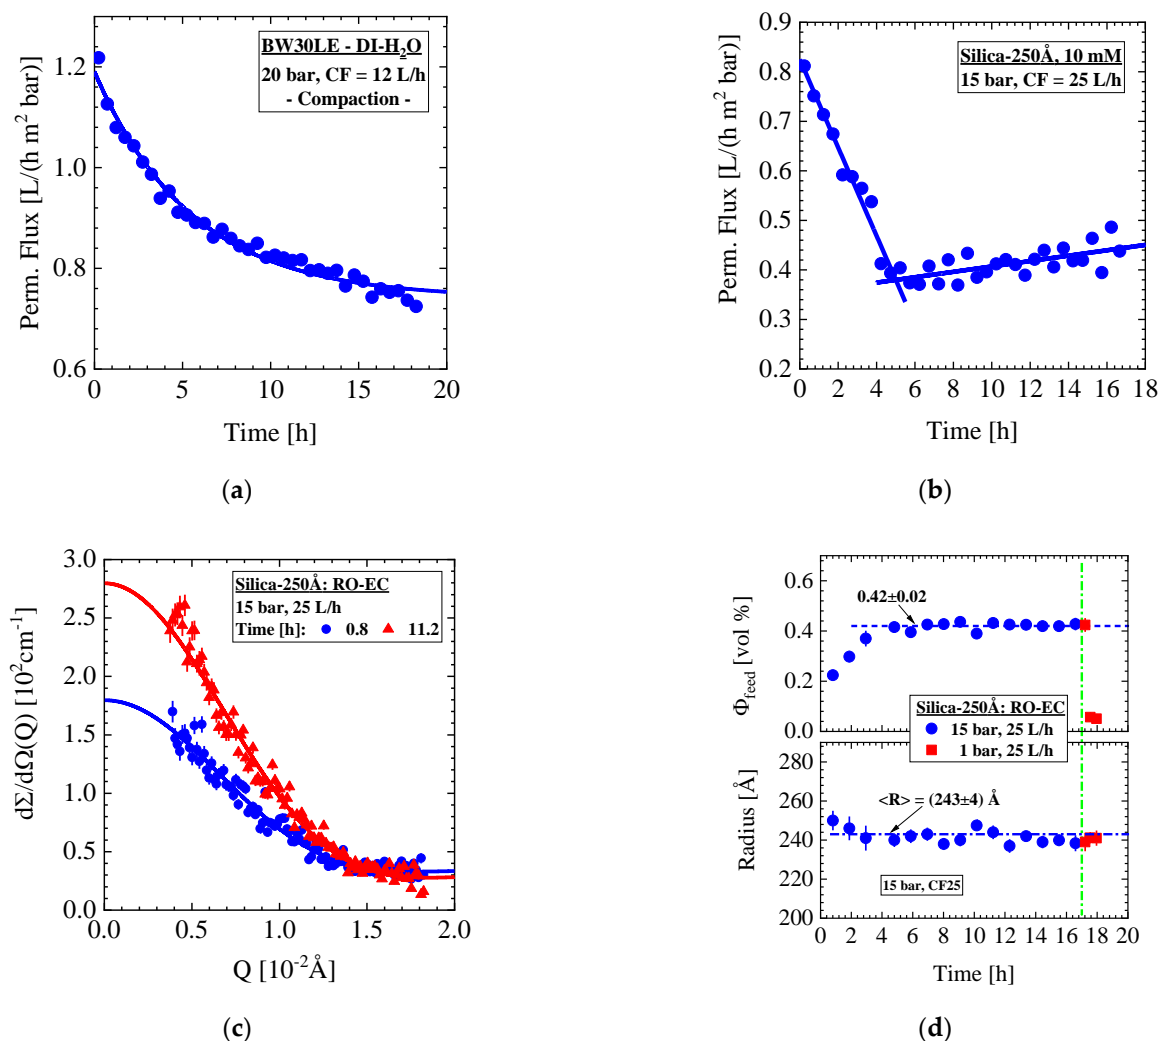 BW30LE - DI-H₂O
20 bar, CF = 12 L/h
- Compaction -
Perm. Flux [L/(h m² bar)]
1.2
1.0
0.8
0.6
0 5 10 15 20
Time [h]
(a)
Silica-250Å, 10 mM
15 bar, CF = 25 L/h
Perm. Flux [L/(h m² bar)]
0.9
0.8
0.7
0.6
0.5
0.4
0.3
0.2
0 2 4 6 8 10 12 14 16 18
Time [h]
(b)
Silica-250Å: RO-EC
15 bar, 25 L/h
Time [h]: 0.8 11.2
dΣ/dΩ(Q) [10²cm⁻¹]
3.0
2.5
2.0
1.5
1.0
0.5
0.0
0.0 0.5 1.0 1.5 2.0
Q [10⁻²Å]
(c)
0.42±0.02
Φfeed [vol %]
0.6
0.4
0.2
0.0
Silica-250Å: RO-EC
15 bar, 25 L/h
1 bar, 25 L/h
Radius [Å]
280
260
240
220
200
<R> = (243±4) Å
15 bar, CF25
0 2 4 6 8 10 12 14 16 18 20
Time [h]
(d)